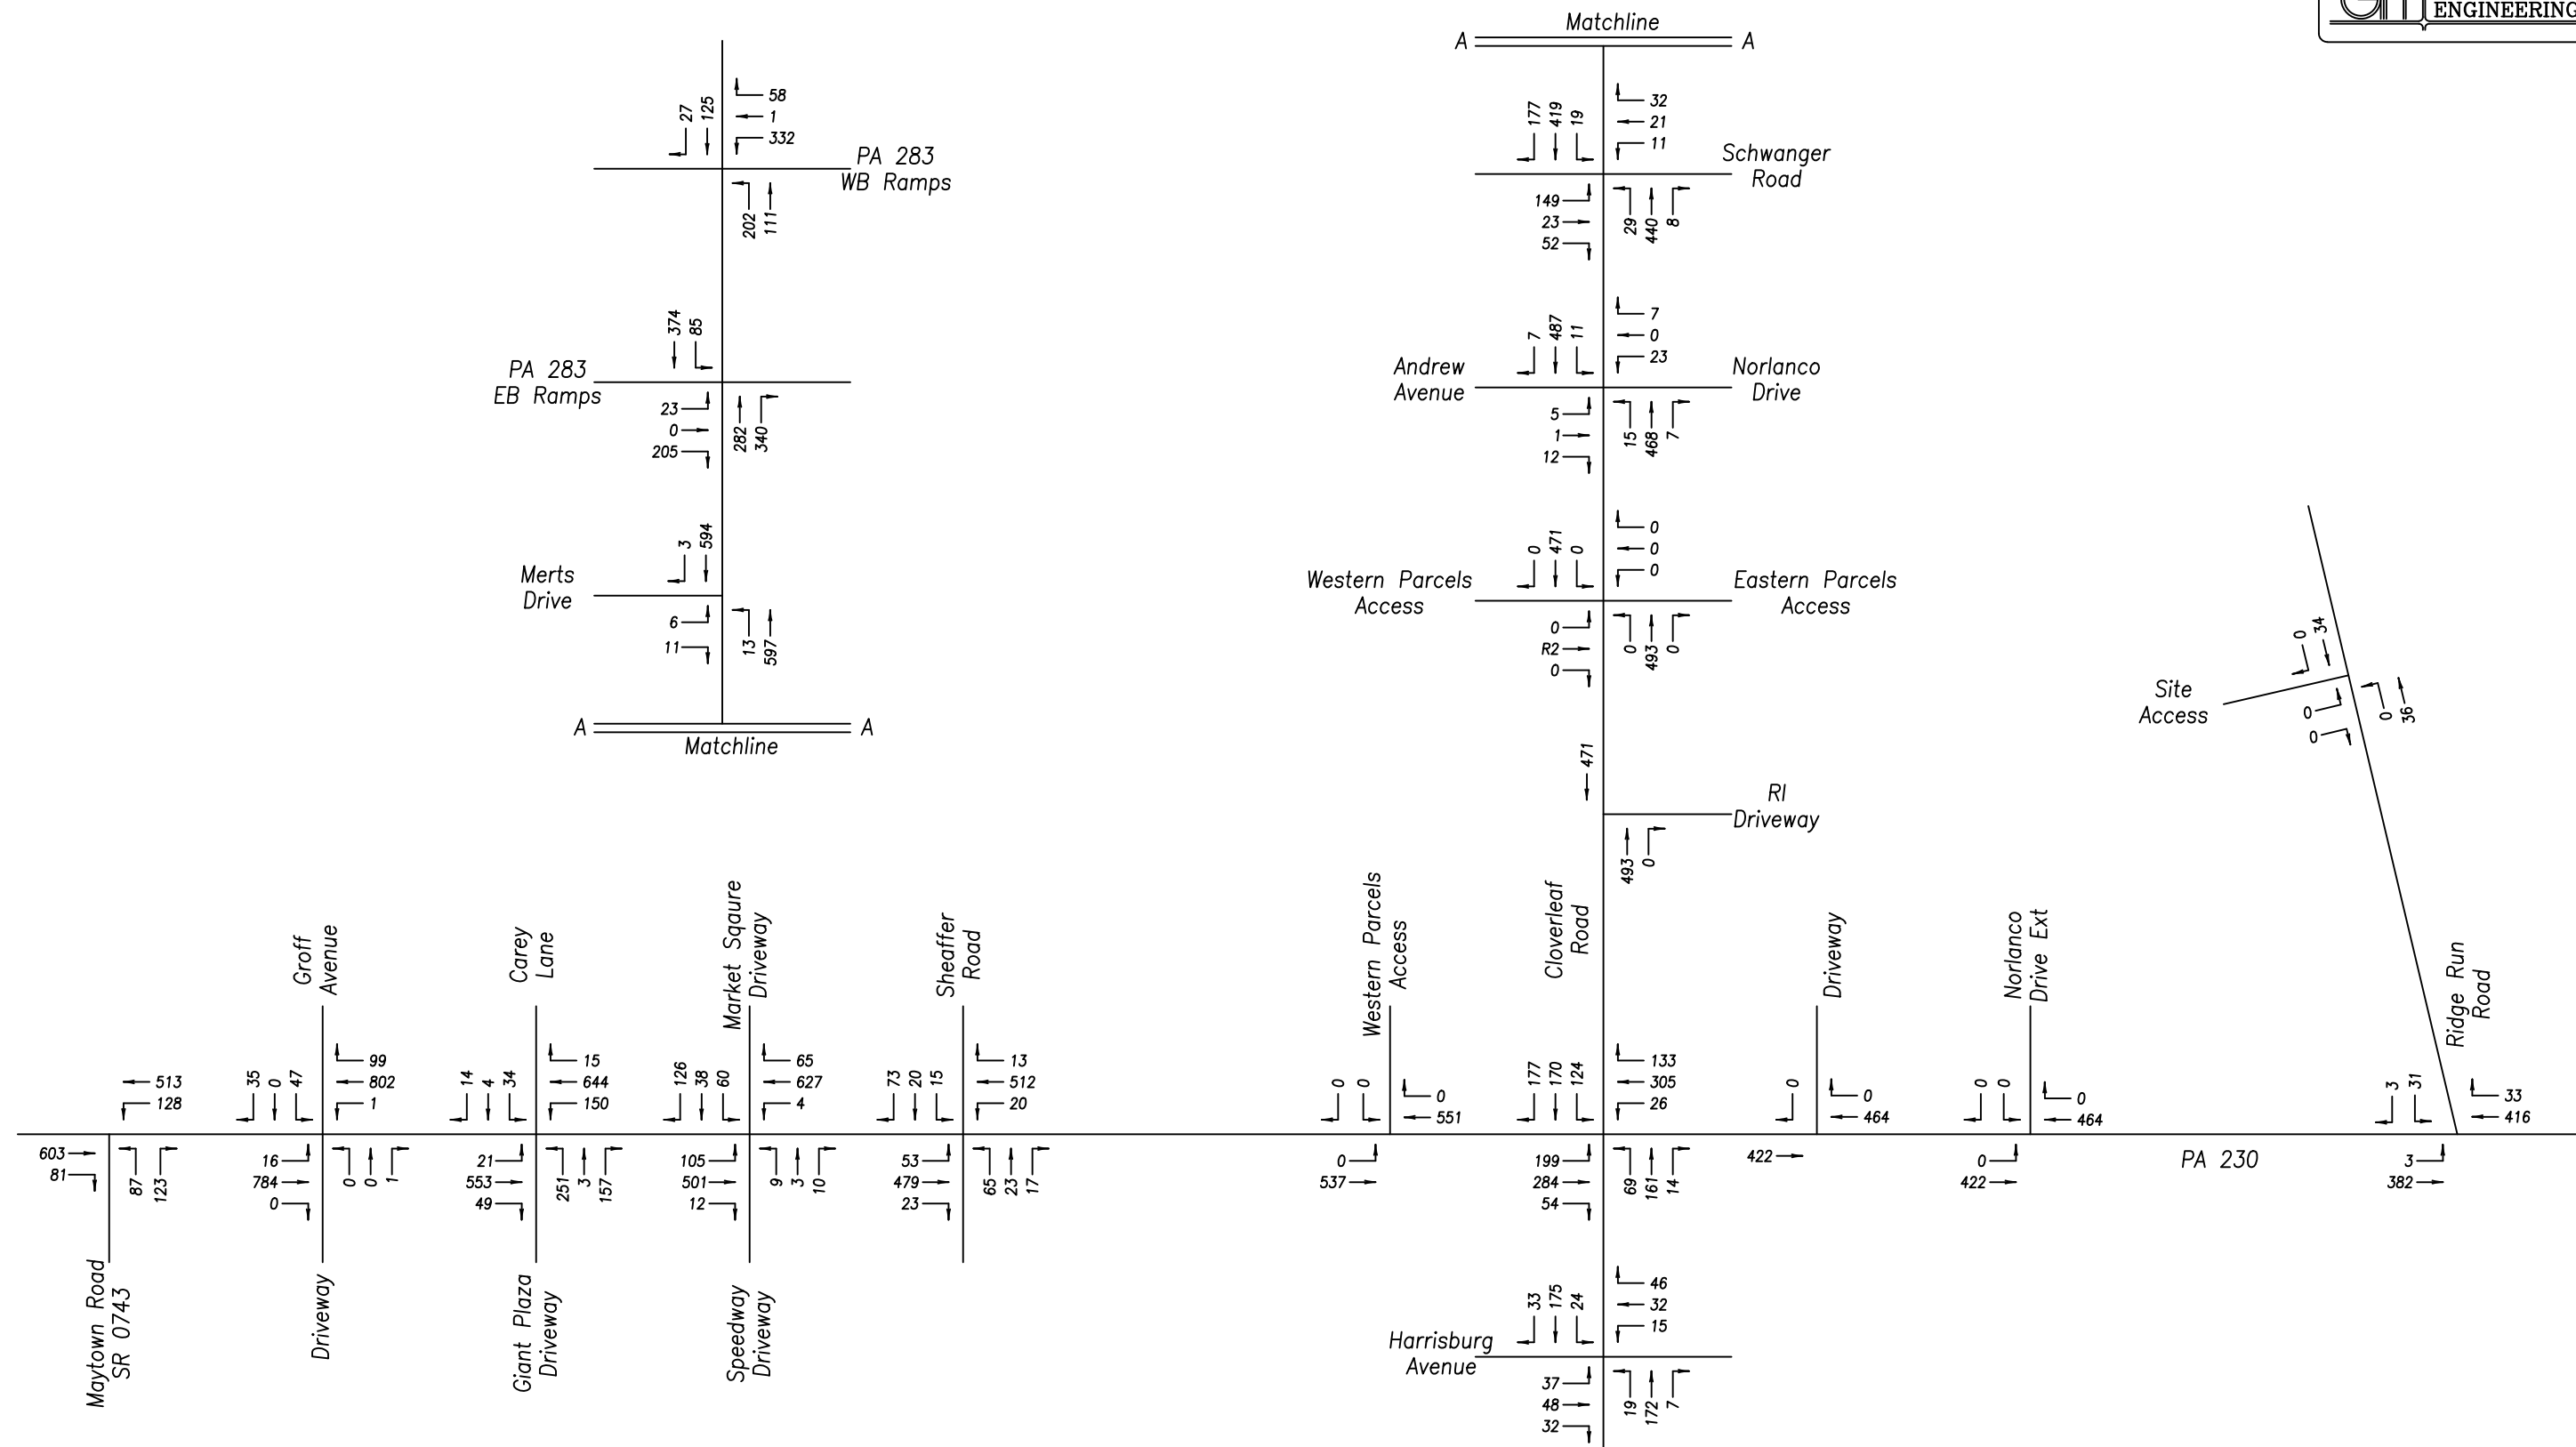 ENGINEERING
Matchline
A A
27 125
58
1
332
PA 283
WB Ramps
202 111
374 85
PA 283
EB Ramps
23
0
205
282 340
3 594
Merts
Drive
6
11
13 597
A A
Matchline
177 419 19
32
21
11
Schwanger
Road
149
23
52
29 440 8
7 487 11
7
0
23
Andrew
Avenue
Norlanco
Drive
5
1
12
15 468 7
0 471 0
0
0
0
Western Parcels
Access
Eastern Parcels
Access
0
R2
0
0 493 0
471
RI
Driveway
493 0
0 34
Site
Access
0
0
0 36
513
128
603
81
87 123
Maytown Road
SR 0743
Groff
Avenue
35 0 47
99
802
1
16
784
0
0 0 1
Driveway
Carey
Lane
14 4 34
15
644
150
21
553
49
251 3 157
Giant Plaza
Driveway
Market Sqaure
Driveway
126 38 60
65
627
4
105
501
12
9 3 10
Speedway
Driveway
Sheaffer
Road
73 20 15
13
512
20
53
479
23
65 23 17
Western Parcels
Access
0 0
0
551
0
537
Cloverleaf
Road
177 170 124
133
305
26
199
284
54
69 161 14
Driveway
0
0
464
422
Norlanco
Drive Ext
0 0
0
464
0
422
PA 230
Ridge Run
Road
3 31
33
416
3
382
33 175 24
46
32
15
Harrisburg
Avenue
37
48
32
19 172 7